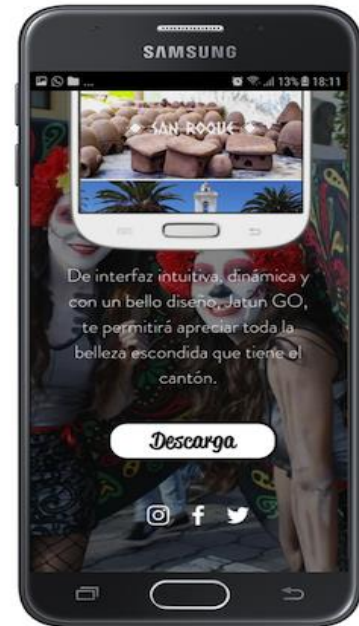 SAMSUNG
... 13% 18:11
SAN ROQUE
De interfaz intuitiva, dinámica y
con un bello diseño, Jatun GO,
te permitirá apreciar toda la
belleza escondida que tiene el
cantón.
Descarga